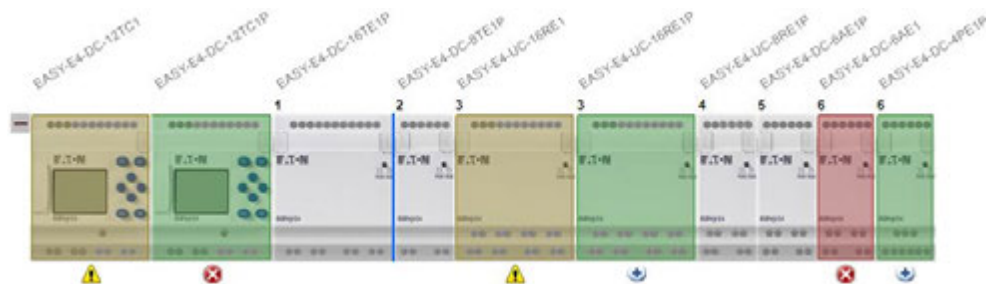 EASY-E4-DC-12TC1
EASY-E4-DC-12TC1P
EASY-E4-DC-16TE1P
EASY-E4-DC-8TE1P
EASY-E4-UC-16RE1
EASY-E4-UC-16RE1P
EASY-E4-UC-8RE1P
EASY-E4-DC-6AE1P
EASY-E4-DC-6AE1
EASY-E4-DC-4PE1P
1
2
3
3
4
5
6
6
E·T·N
E·T·N
E·T·N
E·T·N
E·T·N
E·T·N
E·T·N
E·T·N
E·T·N
E·T·N